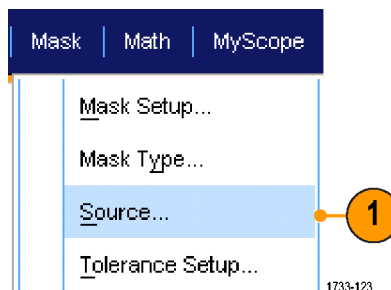 Mask | Math | MyScope
Mask Setup...
Mask Type...
Source...
1
Tolerance Setup...
1733-123